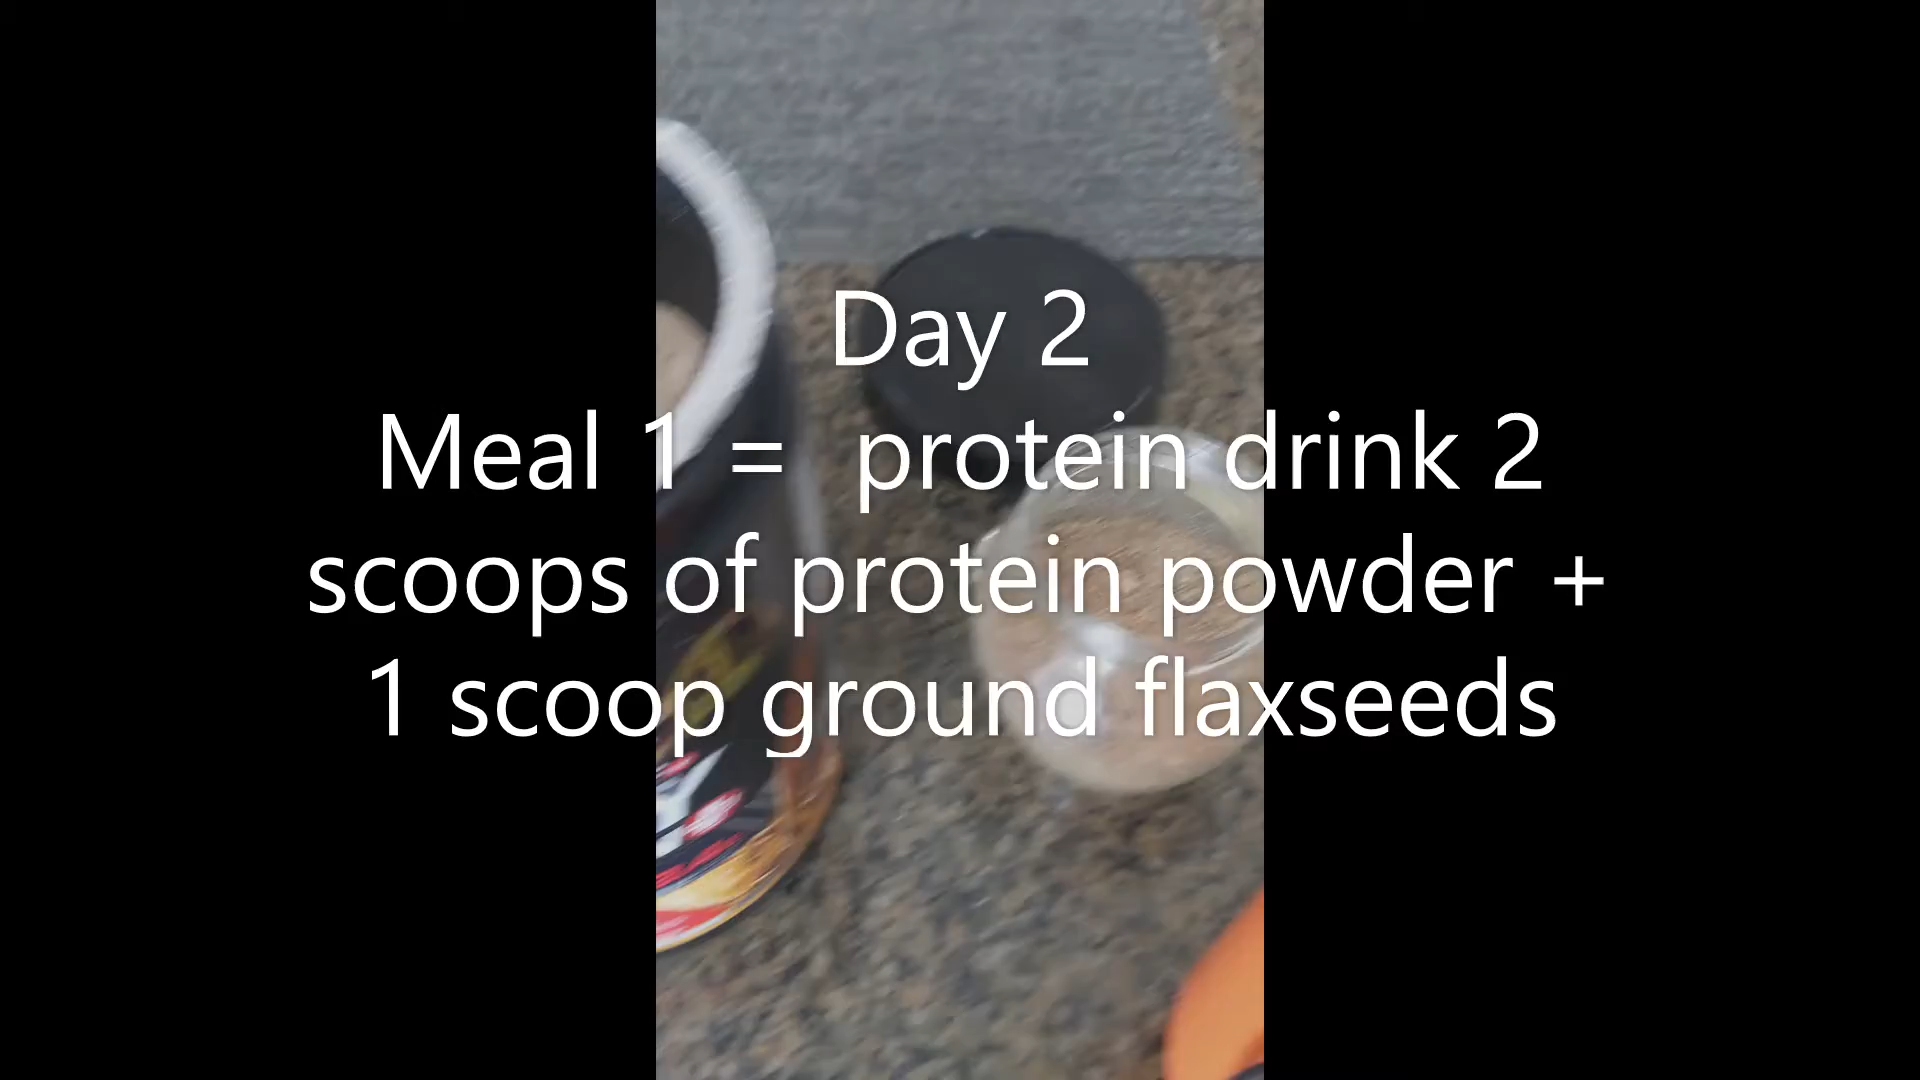 Day 2
Meal 1 =  protein drink 2
scoops of protein powder +
1 scoop ground flaxseeds